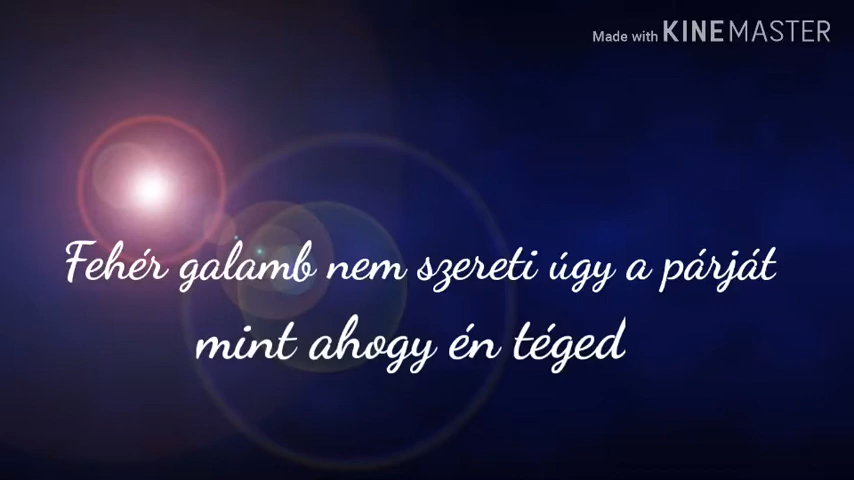 Made with KINEMASTER
Fehér galamb nem szereti úgy a párját
mint ahogy én téged